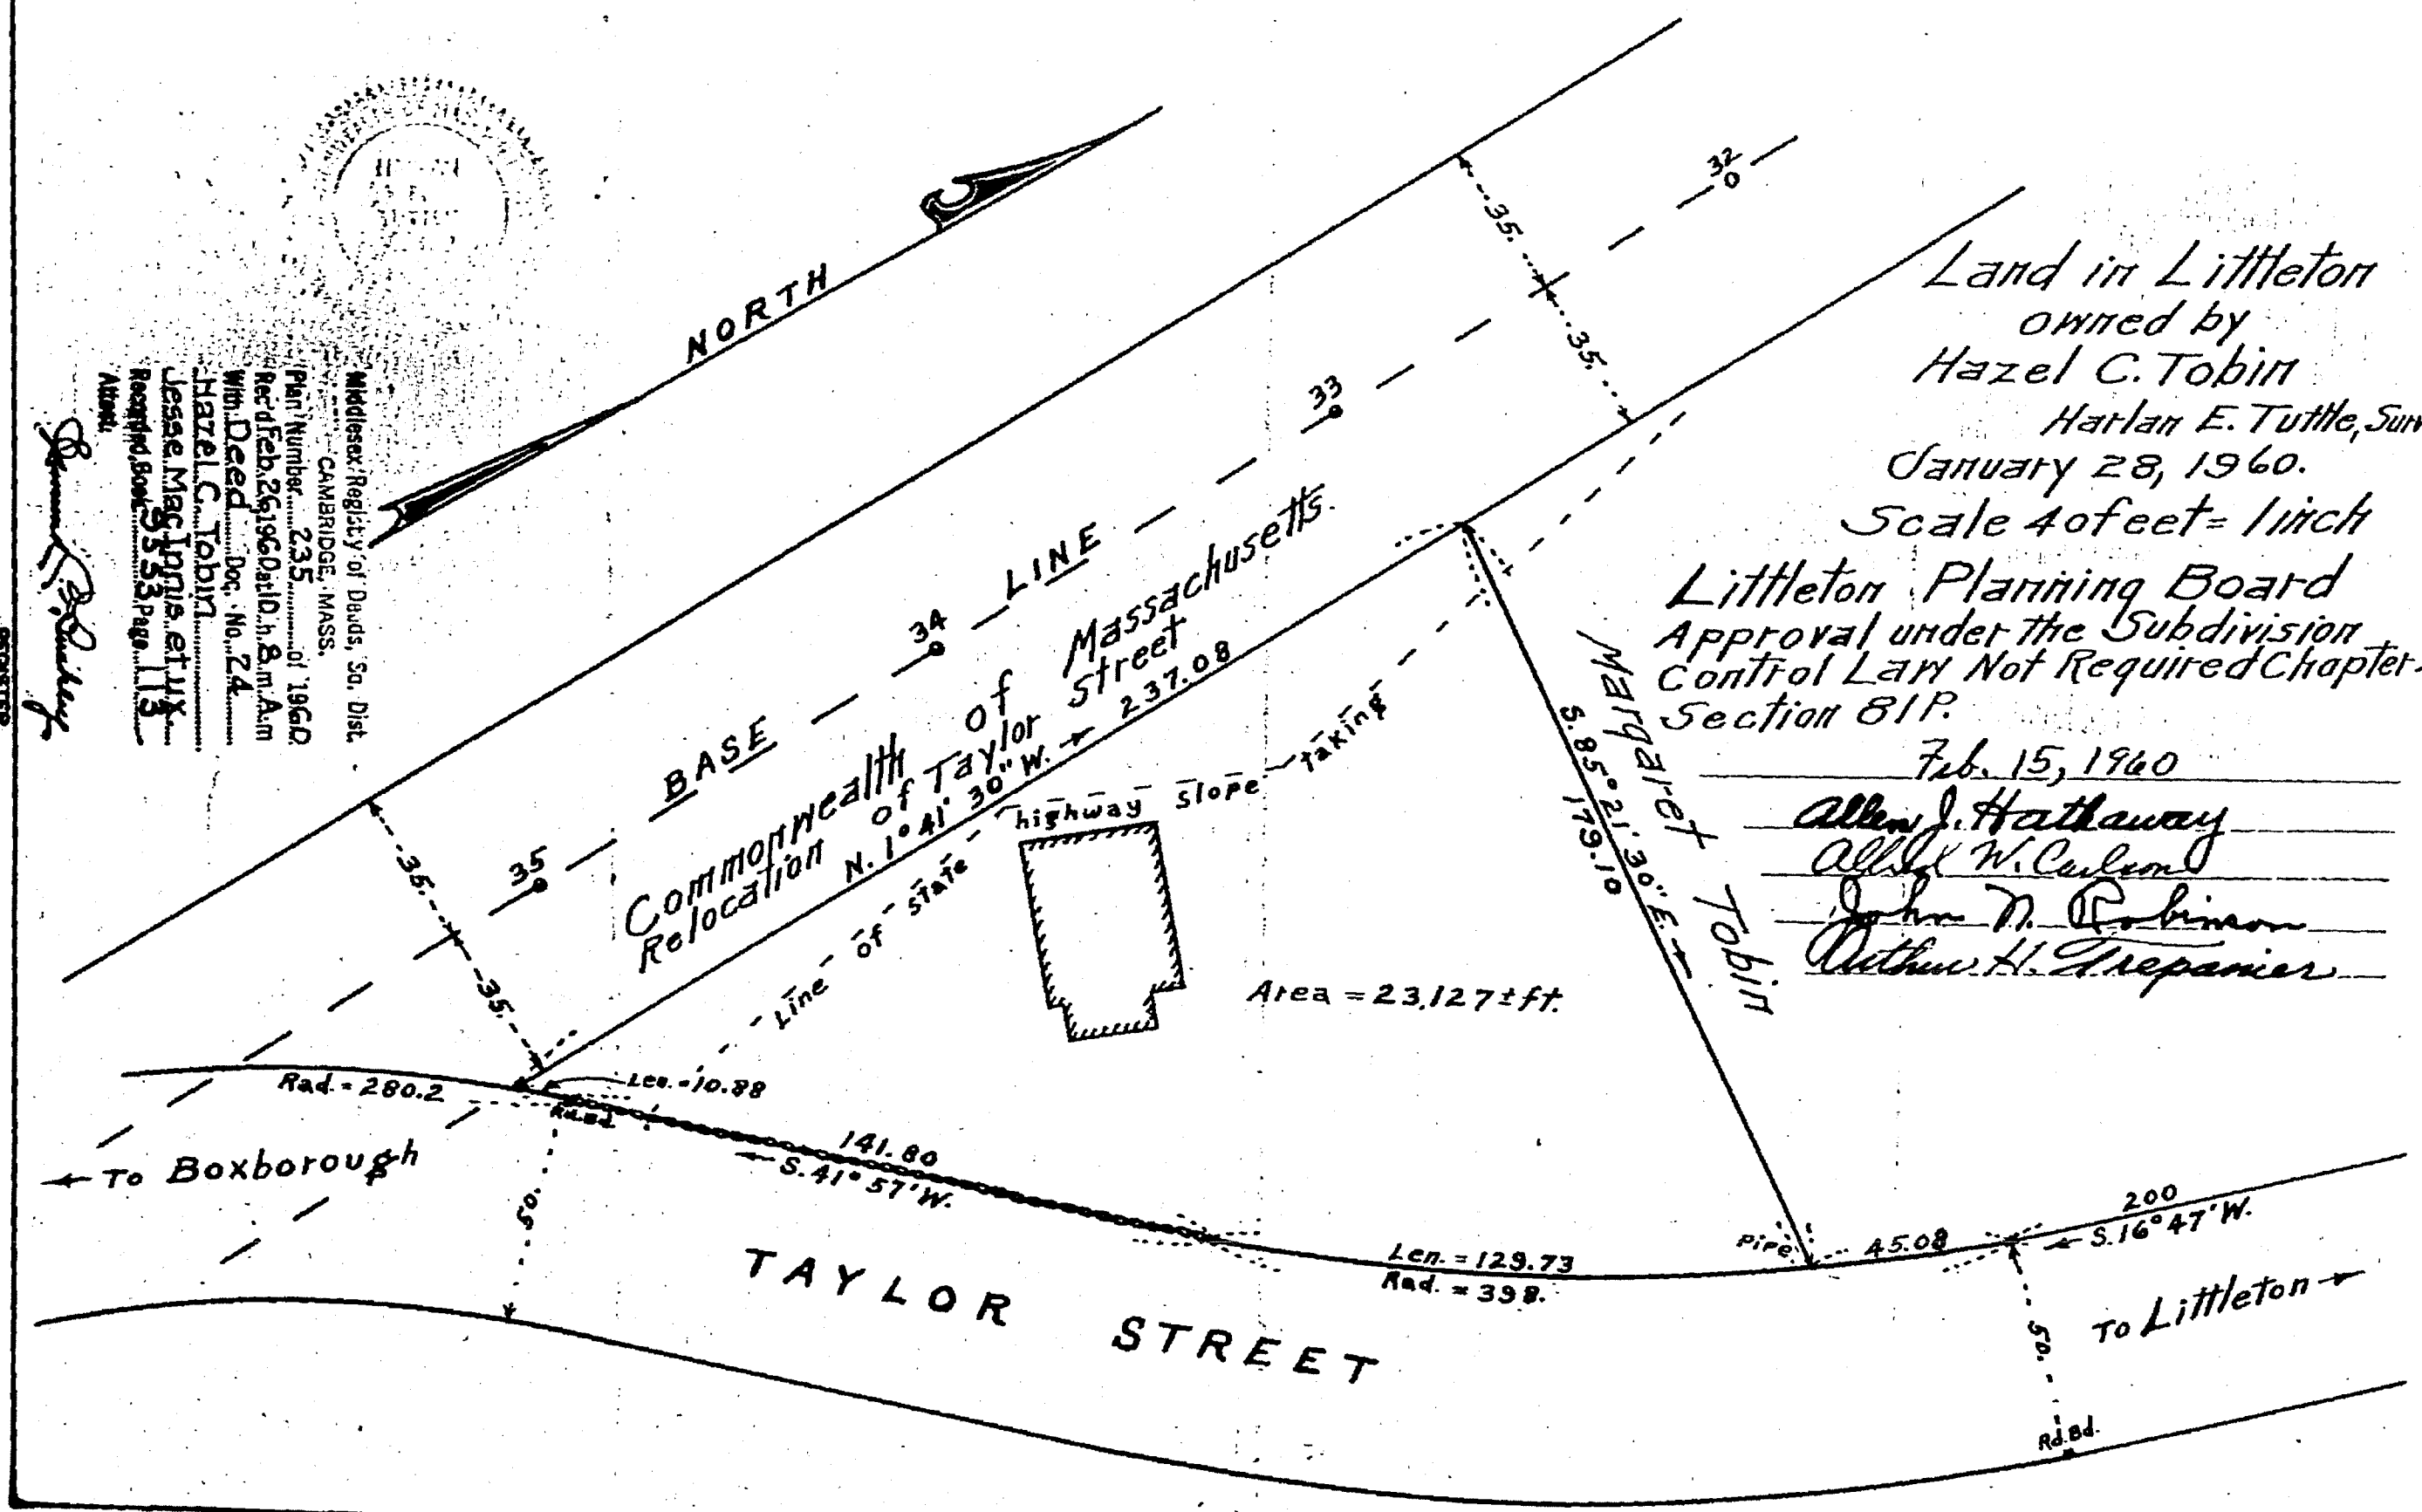 Land in Littleton
owned by
Hazel C. Tobin
Harlan E. Tuttle, Surv
January 28, 1960.
Scale 40 feet = 1 inch
Littleton Planning Board
Approval under the Subdivision
Control Law Not Required Chapter
Section 81P.
Feb. 15, 1960
Allen J. Hathaway
W. Carlson
John N. Robinson
Arthur H. Trepanier
Middlesex Registry of Deeds, So. Dist.
CAMBRIDGE, MASS.
Plan Number 235 of 1960
Rec'd Feb. 26 1960 at 10 h. 8 m. A.m
With Deed Doc. No. 74
Hazel C. Tobin
Jesse MacInnis et ux.
Recorded, Book 9553 Page 113
Attest:
REGISTER
NORTH
32
33
34
35
BASE LINE
35.
35.
35.
35.
Commonwealth of Massachusetts.
Relocation of Taylor Street
N. 1° 41' 30" W. 237.08
Line of state highway slope taking
Margaret Tobin
S. 85° 21' 30" E.
179.10
Area = 23,127 ± ft.
Rad. = 280.2
Len. = 10.88
Rd. Bd.
141.80
S. 41° 57' W.
Len. = 129.73
Rad. = 398.
Pipe
45.08
200
S. 16° 47' W.
To Boxborough
To Littleton
50.
50.
Rd. Bd.
TAYLOR STREET